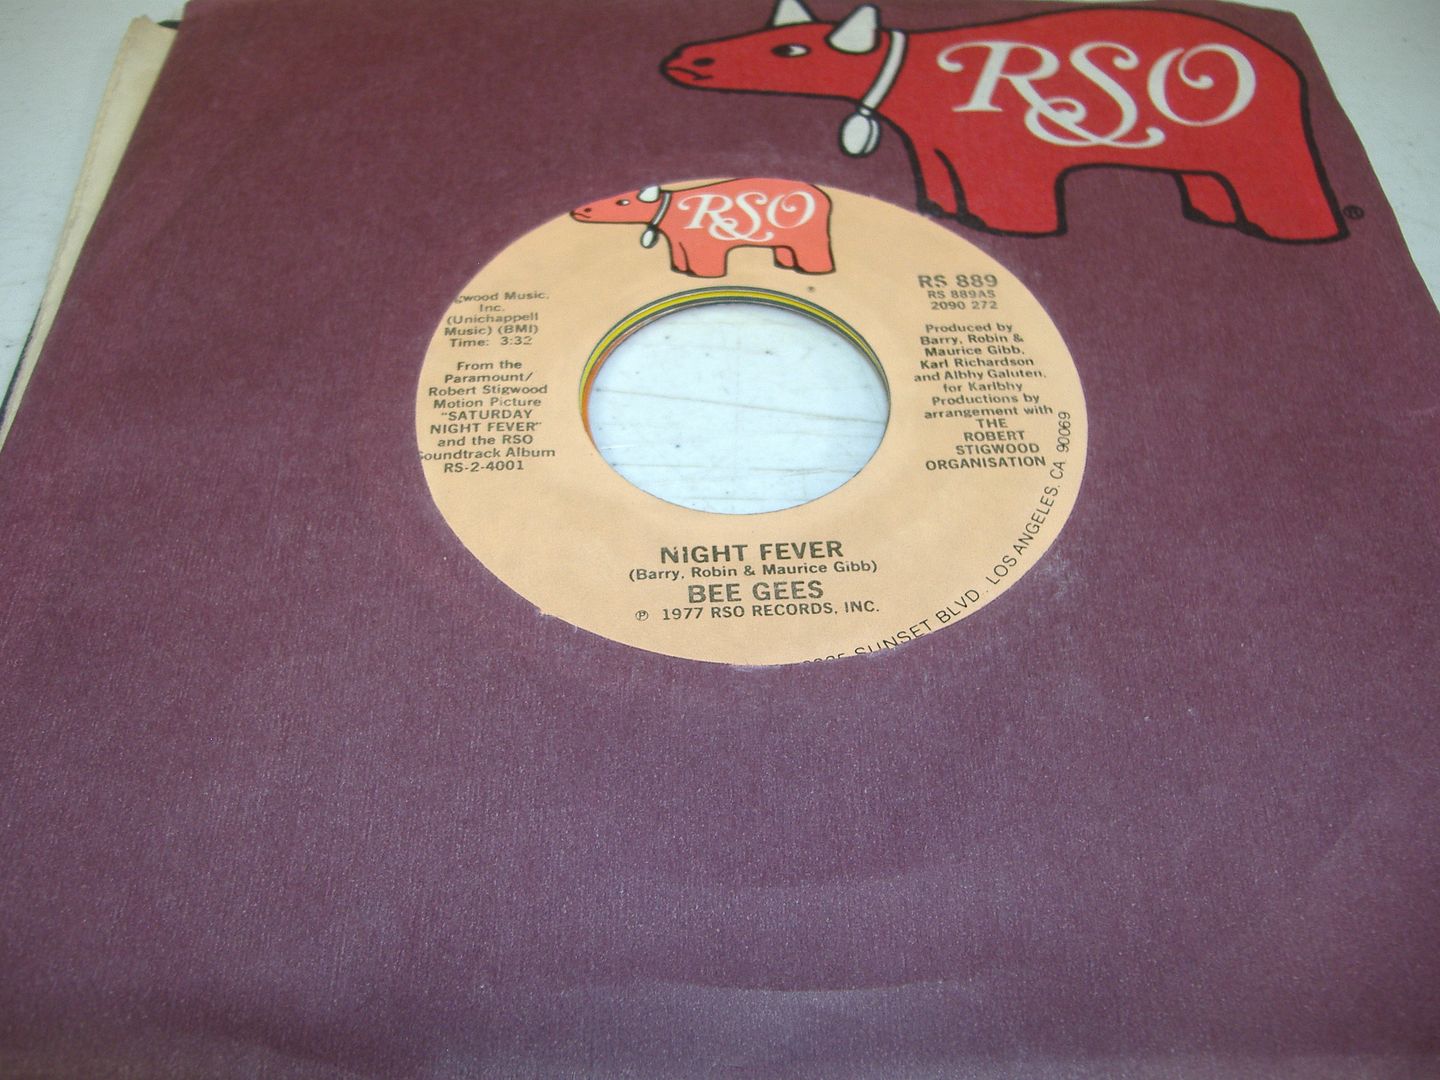 RSO
®
RSO
®
RS 889
RS 889AS
2090 272
Produced by
Barry, Robin &
Maurice Gibb,
Karl Richardson
and Albhy Galuten,
for Karlbhy
Productions by
arrangement with
THE
ROBERT
STIGWOOD
ORGANISATION
Music,
Inc.
(Unichappell
Music) (BMI)
Time: 3:32
From the
Paramount/
Robert Stigwood
Motion Picture
"SATURDAY
NIGHT FEVER"
and the RSO
Soundtrack Album
RS-2-4001
NIGHT FEVER
(Barry, Robin & Maurice Gibb)
BEE GEES
℗ 1977 RSO RECORDS, INC.
SUNSET BLVD. LOS ANGELES, CA 90069